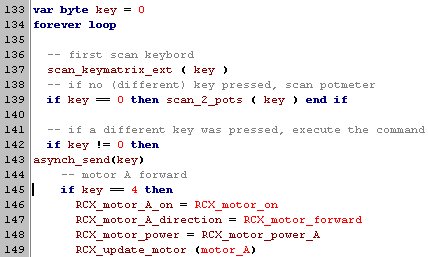 133 var byte key = 0
134 forever loop
135
136 -- first scan keybord
137 scan_keymatrix_ext ( key )
138 -- if no (different) key pressed, scan potmeter
139 if key == 0 then scan_2_pots ( key ) end if
140
141 -- if a different key was pressed, execute the command
142 if key != 0 then
143 asynch_send(key)
144 -- motor A forward
145 if key == 4 then
146 RCX_motor_A_on = RCX_motor_on
147 RCX_motor_A_direction = RCX_motor_forward
148 RCX_motor_power = RCX_motor_power_A
149 RCX_update_motor (motor_A)